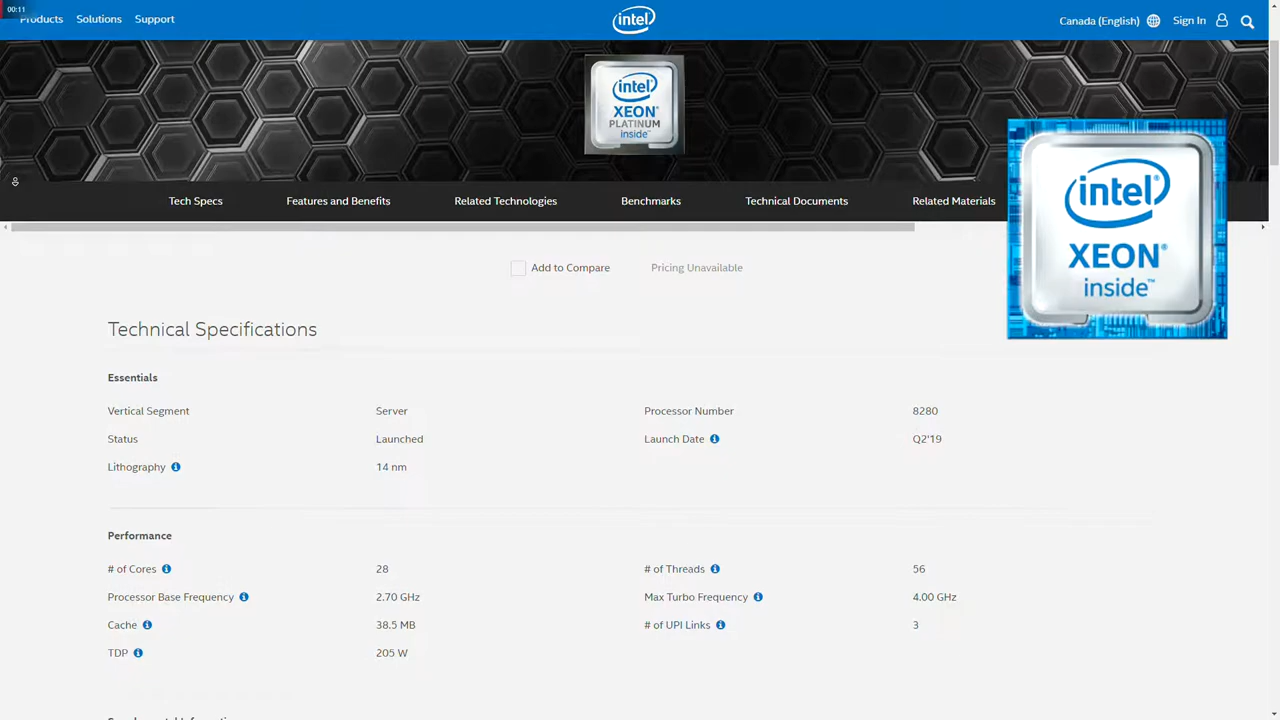 00:11
Products Solutions Support
intel
Canada (English) Sign In
intel
XEON®
PLATINUM
inside™
intel®
XEON®
inside™
Tech Specs Features and Benefits Related Technologies Benchmarks Technical Documents Related Materials
Add to Compare Pricing Unavailable
Technical Specifications
Essentials
Vertical Segment Server Processor Number 8280
Status Launched Launch Date Q2'19
Lithography 14 nm
Performance
# of Cores 28 # of Threads 56
Processor Base Frequency 2.70 GHz Max Turbo Frequency 4.00 GHz
Cache 38.5 MB # of UPI Links 3
TDP 205 W